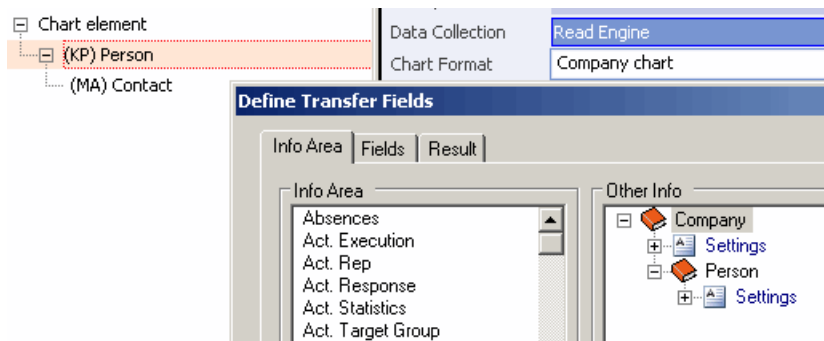 Chart element
(KP) Person
(MA) Contact
Data Collection Read Engine
Chart Format Company chart
Define Transfer Fields
Info Area Fields Result
Info Area
Absences
Act. Execution
Act. Rep
Act. Response
Act. Statistics
Act. Target Group
Other Info
Company
Settings
Person
Settings